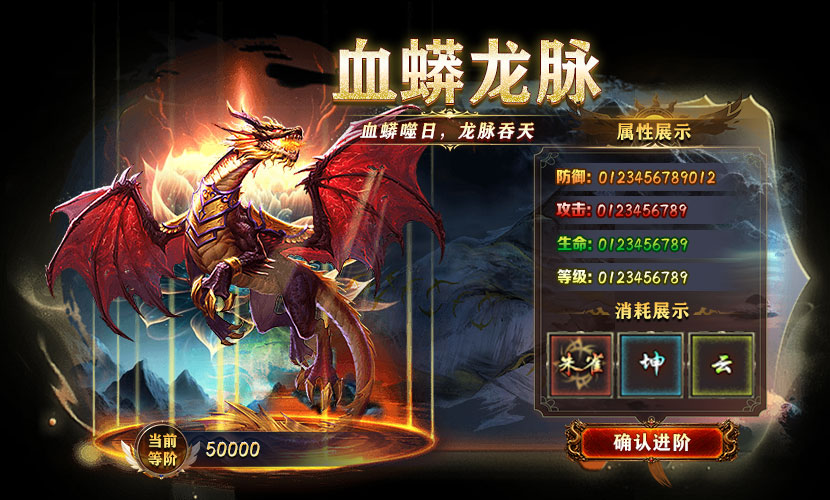 血蟒龙脉
血蟒噬日，龙脉吞天
属性展示
防御: 0123456789012
攻击: 0123456789
生命: 0123456789
等级: 0123456789
消耗展示
朱雀
坤
云
当前
等阶
50000
确认进阶